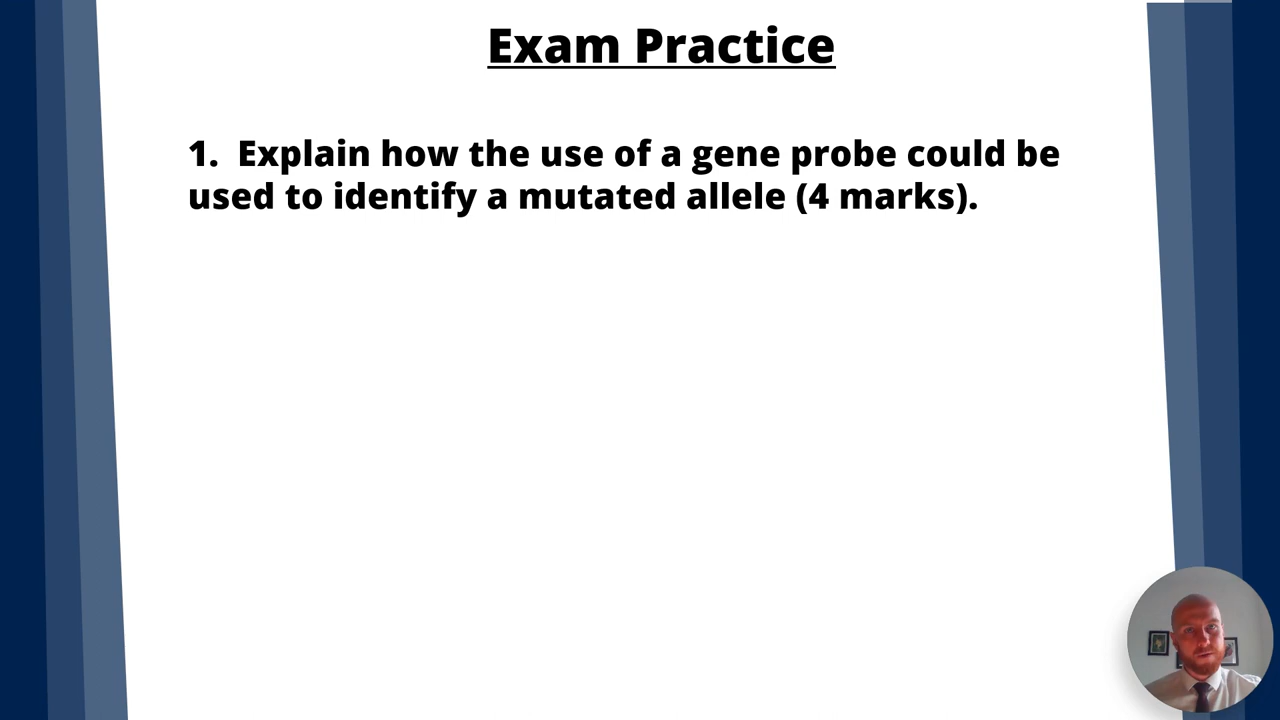 Exam Practice
1. Explain how the use of a gene probe could be
used to identify a mutated allele (4 marks).